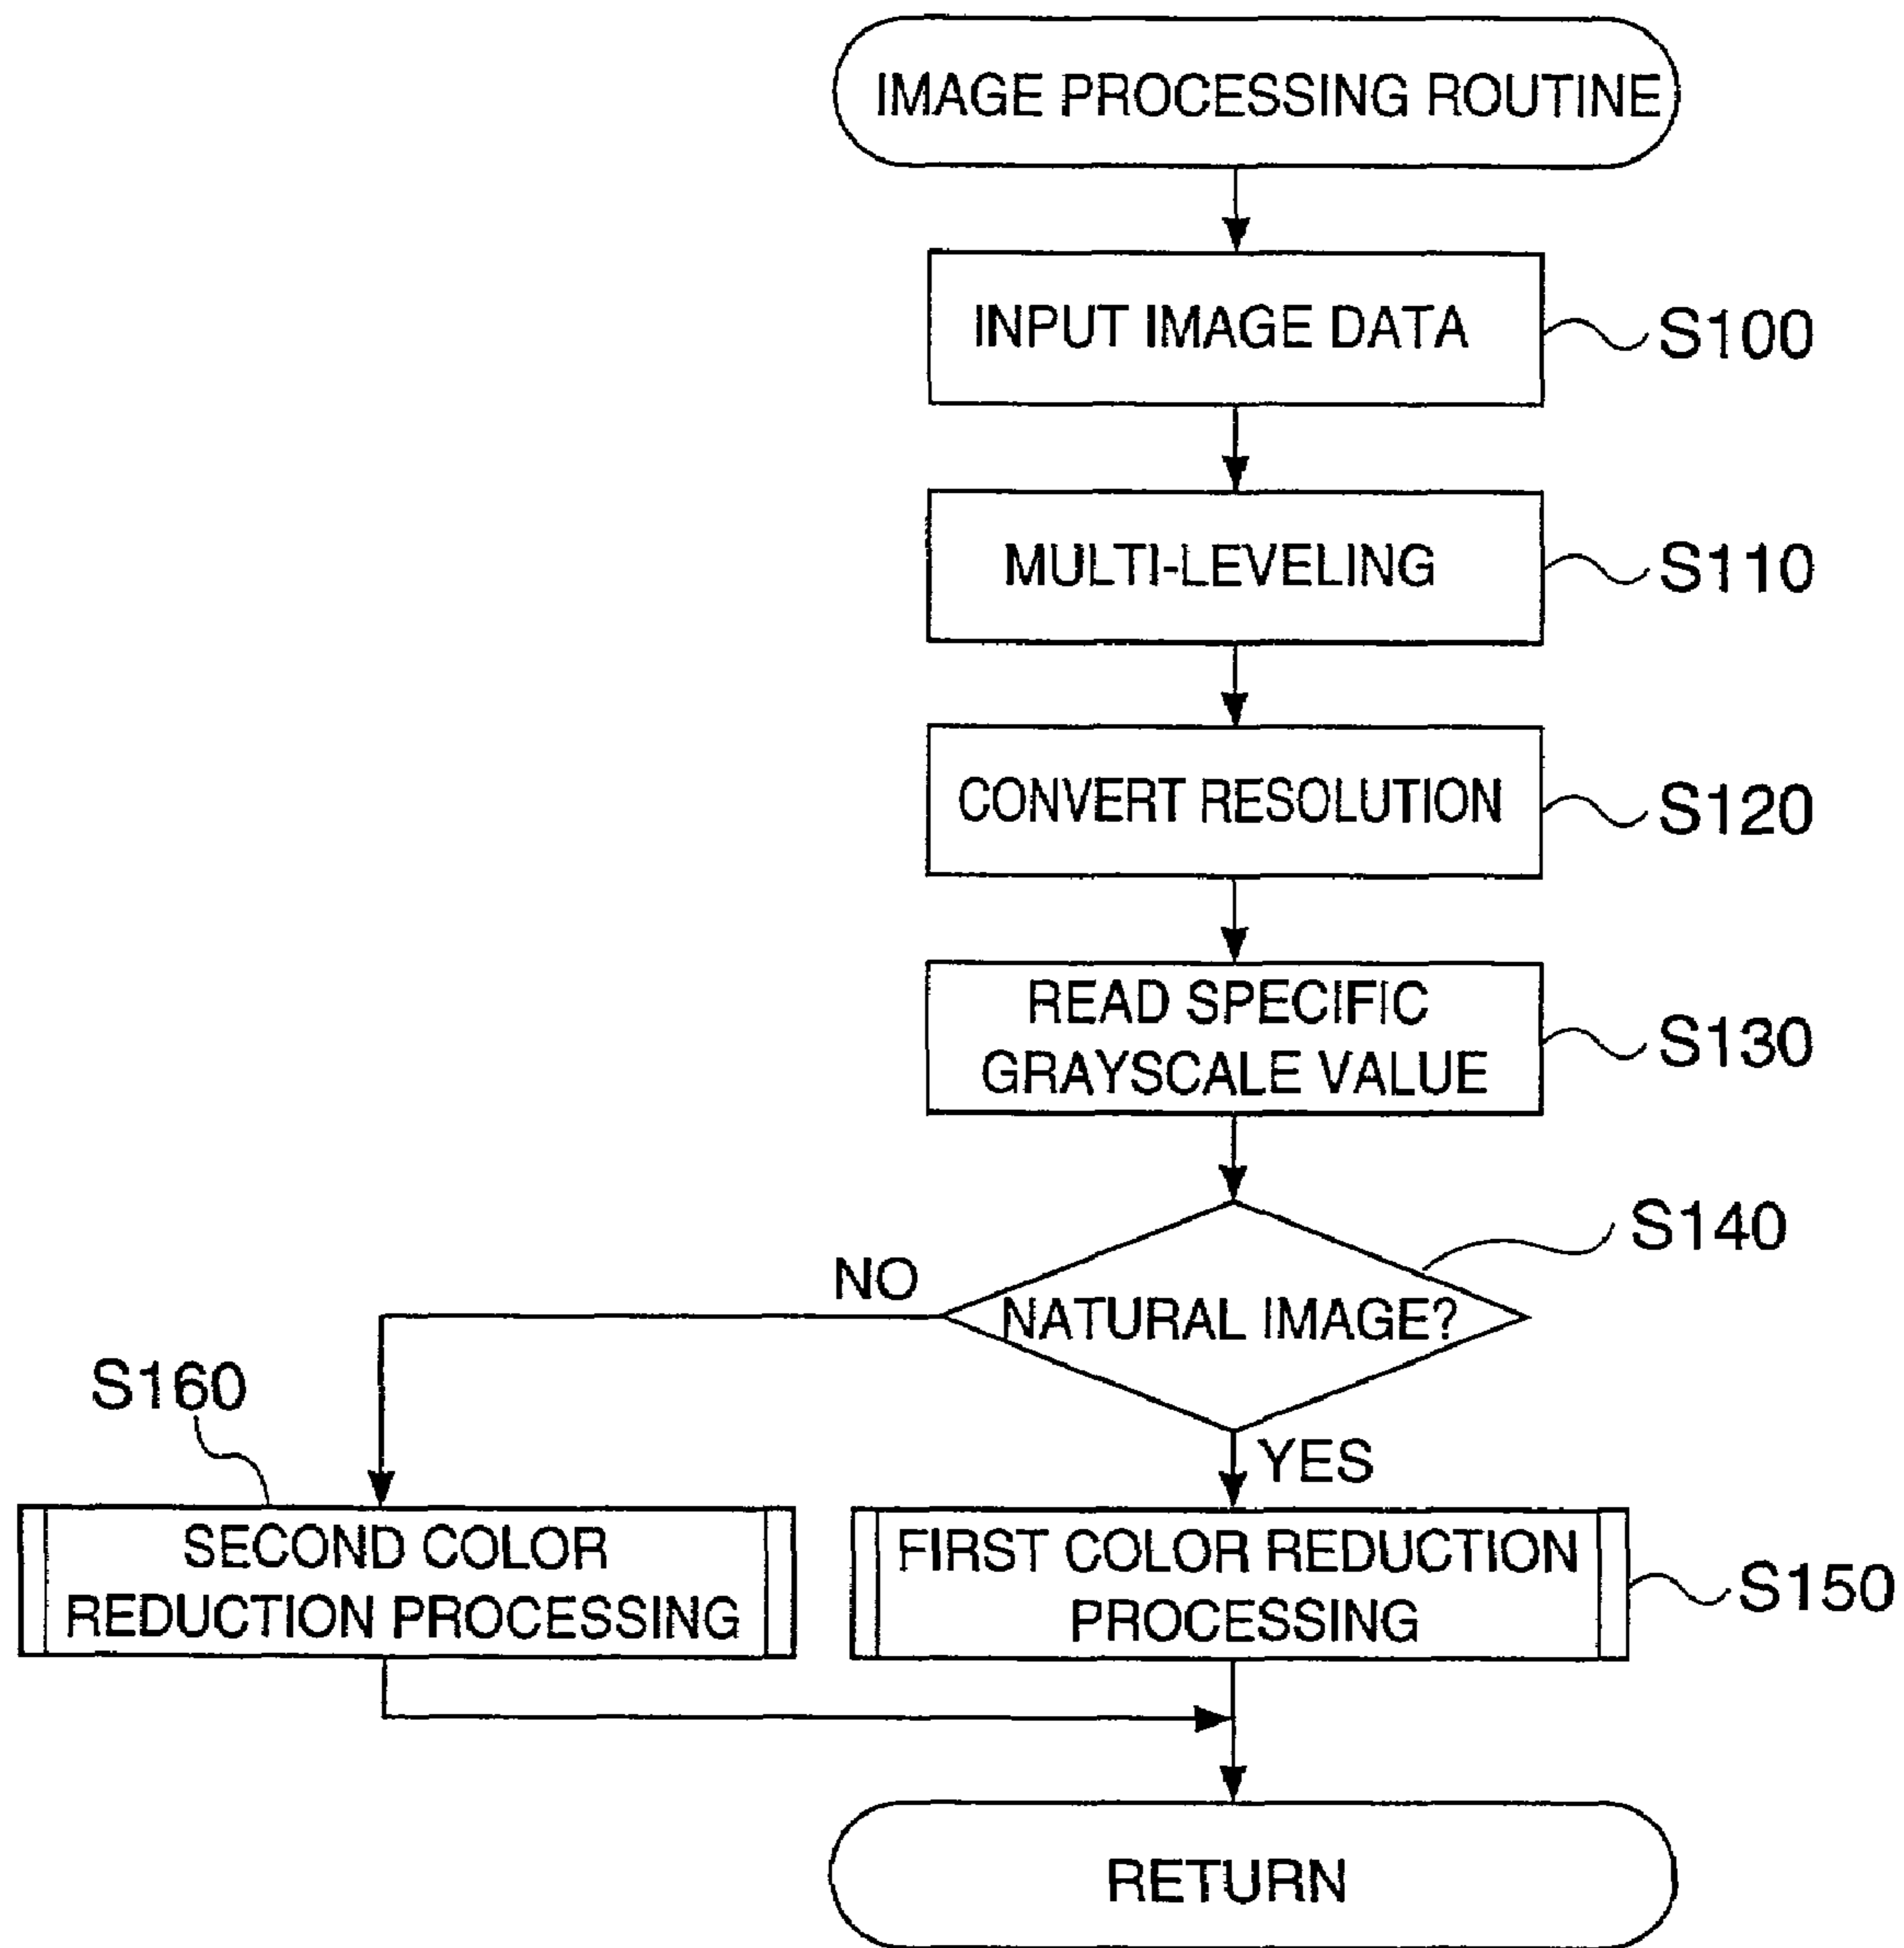 IMAGE PROCESSING ROUTINE
INPUT IMAGE DATA
S100
MULTI-LEVELING
S110
CONVERT RESOLUTION
S120
READ SPECIFIC
GRAYSCALE VALUE
S130
S140
NO
NATURAL IMAGE?
S160
YES
SECOND COLOR
REDUCTION PROCESSING
FIRST COLOR REDUCTION
PROCESSING
S150
RETURN